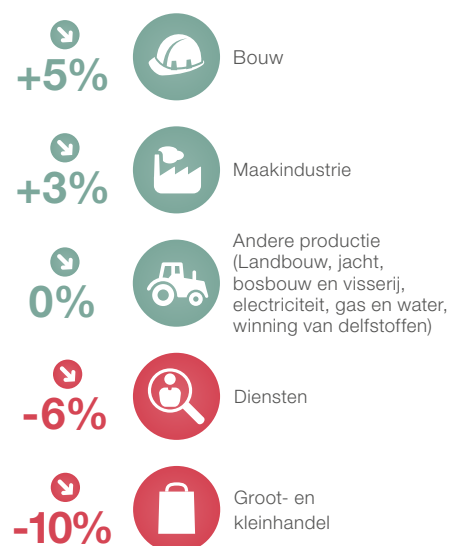 +5%
Bouw
+3%
Maakindustrie
0%
Andere productie
(Landbouw, jacht,
bosbouw en visserij,
electriciteit, gas en water,
winning van delfstoffen)
-6%
Diensten
-10%
Groot- en
kleinhandel